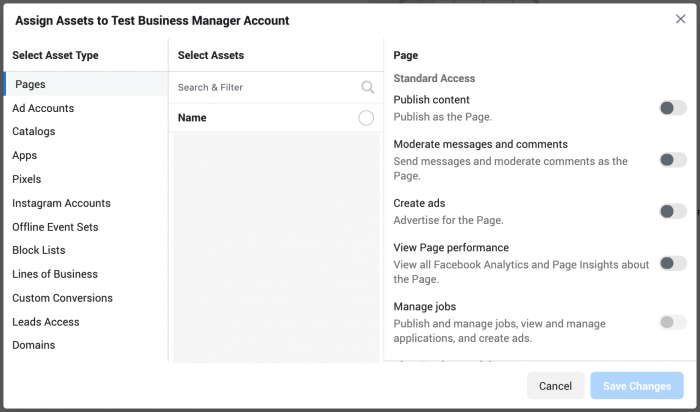 Assign Assets to Test Business Manager Account
Select Asset Type
Pages
Ad Accounts
Catalogs
Apps
Pixels
Instagram Accounts
Offline Event Sets
Block Lists
Lines of Business
Custom Conversions
Leads Access
Domains
Select Assets
Search & Filter
Name
Page
Standard Access
Publish content
Publish as the Page.
Moderate messages and comments
Send messages and moderate comments as the
Page.
Create ads
Advertise for the Page.
View Page performance
View all Facebook Analytics and Page Insights about
the Page.
Manage jobs
Publish and manage jobs, view and manage
applications, and create ads.
Cancel
Save Changes